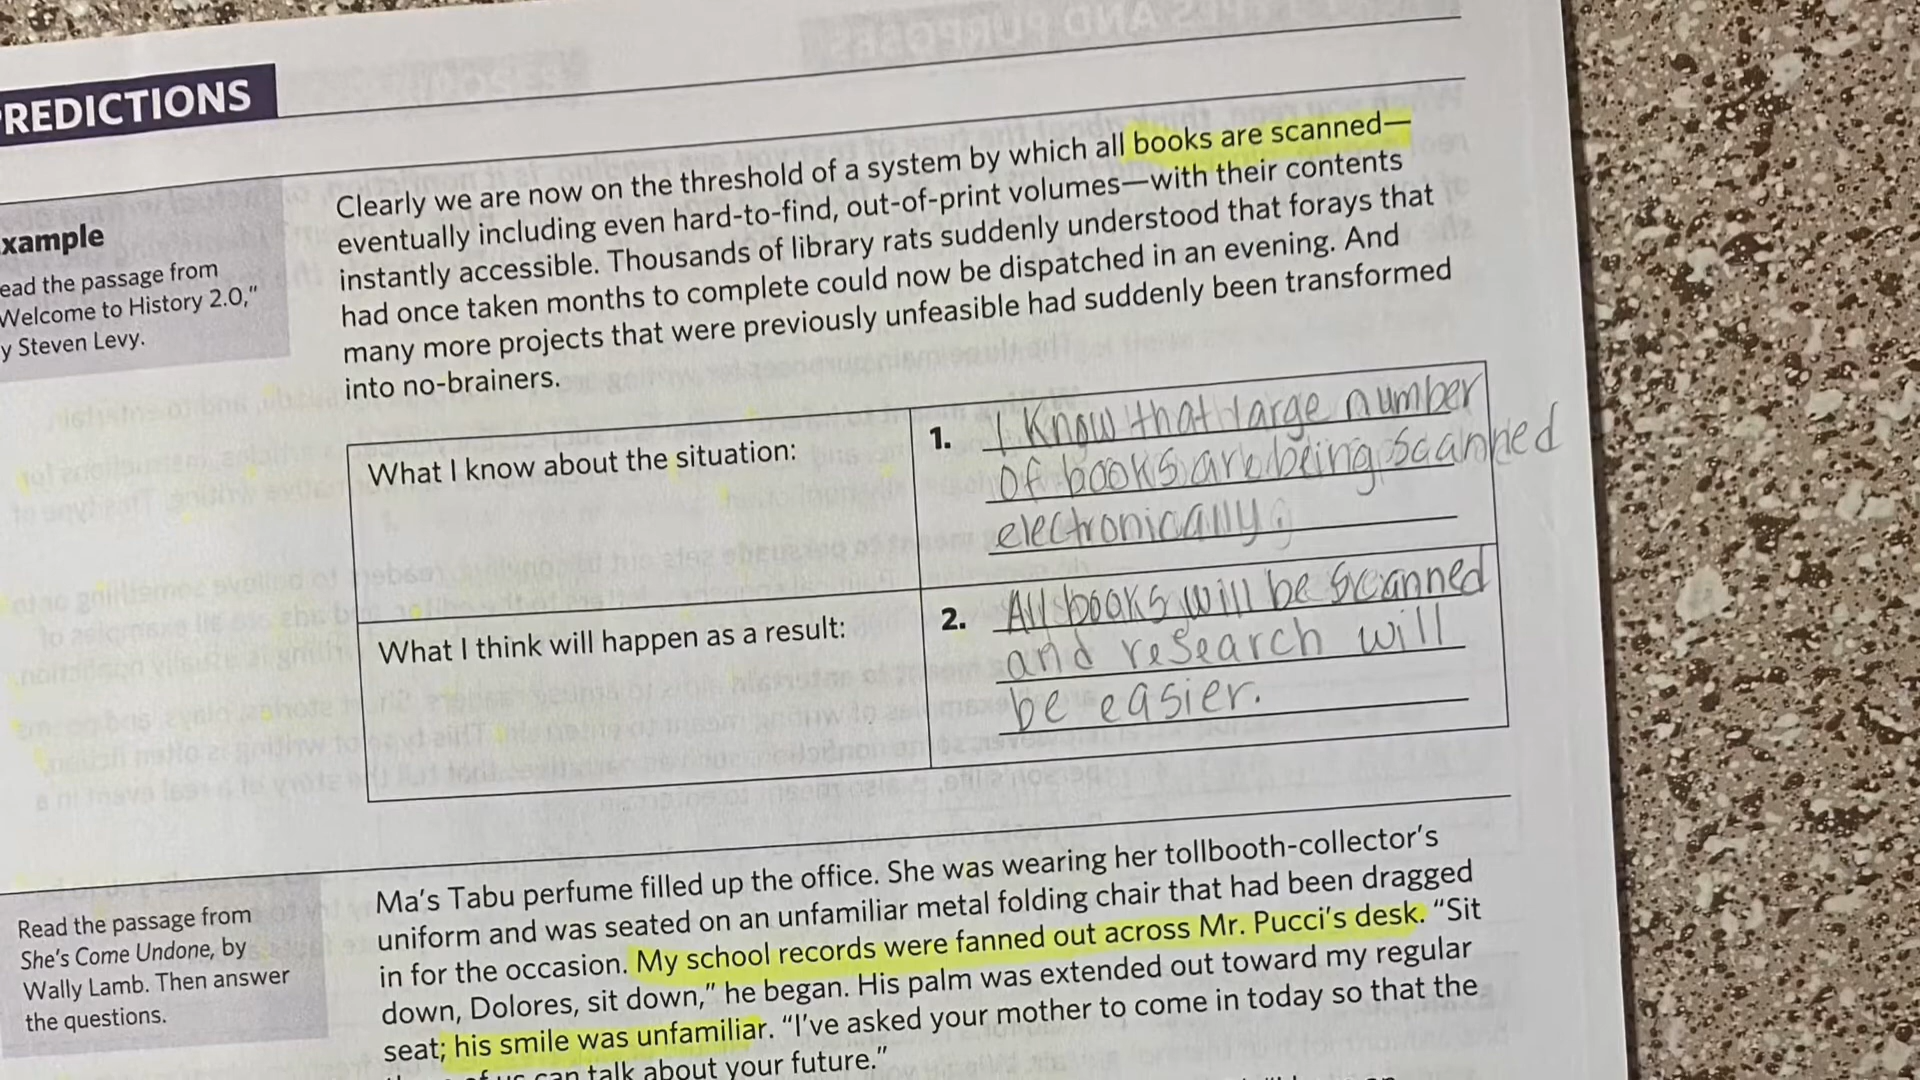 REDICTIONS
Clearly we are now on the threshold of a system by which all books are scanned—
eventually including even hard-to-find, out-of-print volumes—with their contents
instantly accessible. Thousands of library rats suddenly understood that forays that
had once taken months to complete could now be dispatched in an evening. And
many more projects that were previously unfeasible had suddenly been transformed
into no-brainers.
xample
ead the passage from
Welcome to History 2.0,"
y Steven Levy.
What I know about the situation:
1. I know that large number
of books are being scanned
electronically.
What I think will happen as a result:
2. All books will be scanned
and research will
be easier.
Read the passage from
She's Come Undone, by
Wally Lamb. Then answer
the questions.
Ma's Tabu perfume filled up the office. She was wearing her tollbooth-collector's
uniform and was seated on an unfamiliar metal folding chair that had been dragged
in for the occasion. My school records were fanned out across Mr. Pucci's desk. "Sit
down, Dolores, sit down," he began. His palm was extended out toward my regular
seat; his smile was unfamiliar. "I've asked your mother to come in today so that the
of us can talk about your future."